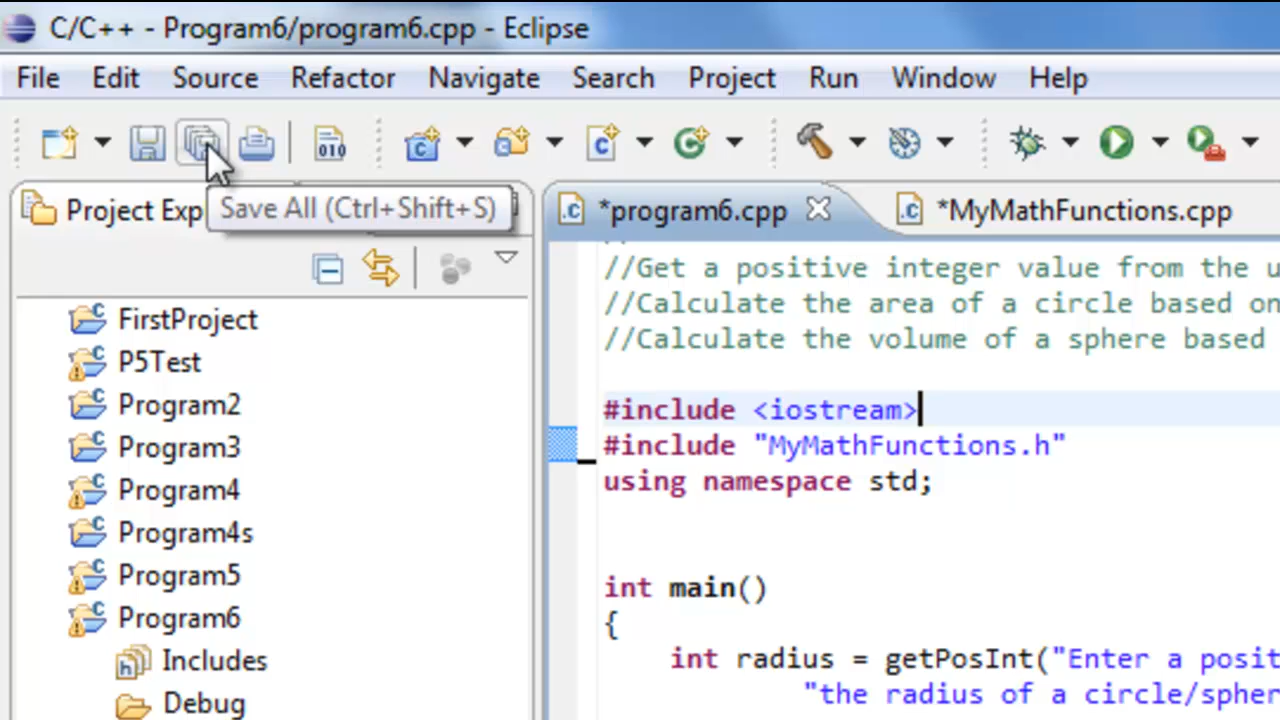 C/C++ - Program6/program6.cpp - Eclipse
File Edit Source Refactor Navigate Search Project Run Window Help
010
Project Exp
Save All (Ctrl+Shift+S)
*program6.cpp
*MyMathFunctions.cpp
//Get a positive integer value from the u
//Calculate the area of a circle based on
//Calculate the volume of a sphere based
#include <iostream>
#include "MyMathFunctions.h"
using namespace std;
int main()
{
int radius = getPosInt("Enter a posit
"the radius of a circle/spher
FirstProject
P5Test
Program2
Program3
Program4
Program4s
Program5
Program6
Includes
Debug